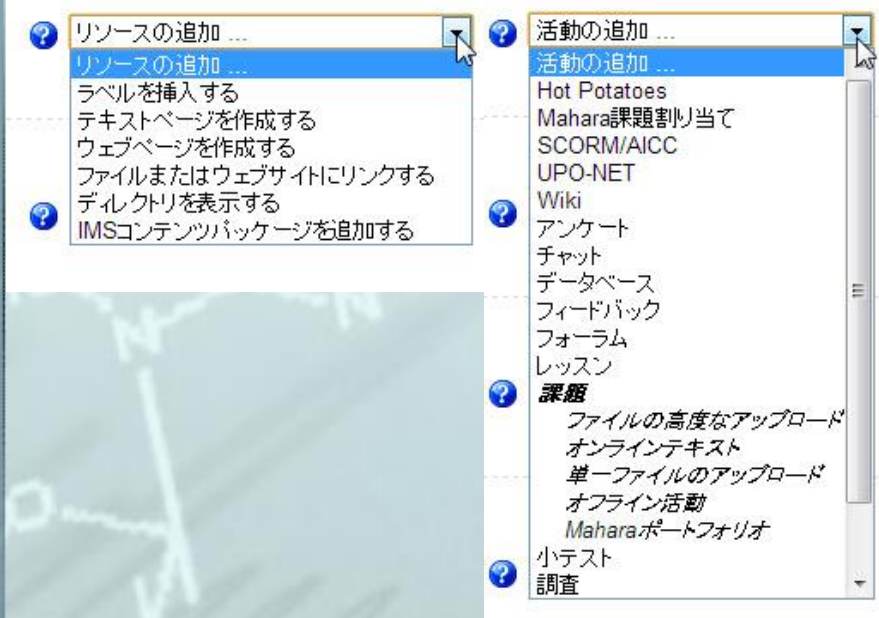 リソースの追加 ...
リソースの追加 ...
ラベルを挿入する
テキストページを作成する
ウェブページを作成する
ファイルまたはウェブサイトにリンクする
ディレクトリを表示する
IMSコンテンツパッケージを追加する
活動の追加 ...
活動の追加 ...
Hot Potatoes
Mahara課題割り当て
SCORM/AICC
UPO-NET
Wiki
アンケート
チャット
データベース
フィードバック
フォーラム
レッスン
課題
ファイルの高度なアップロード
オンラインテキスト
単一ファイルのアップロード
オフライン活動
Maharaポートフォリオ
小テスト
調査
N
N
O